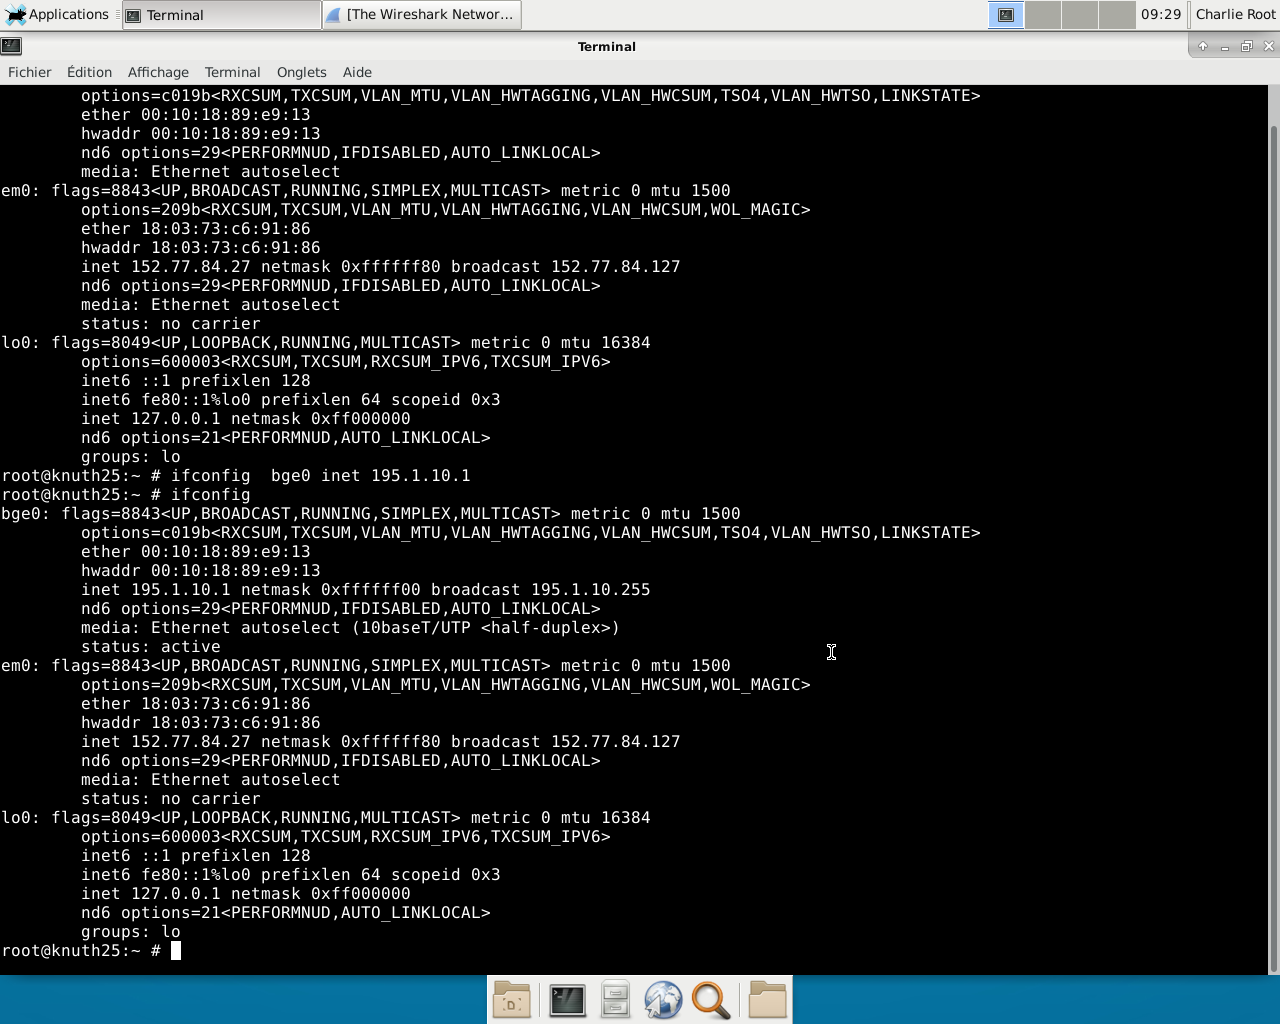 Applications
Terminal
[The Wireshark Networ...
09:29
Charlie Root
Terminal
Fichier Édition Affichage Terminal Onglets Aide
options=c019b<RXCSUM,TXCSUM,VLAN_MTU,VLAN_HWTAGGING,VLAN_HWCSUM,TSO4,VLAN_HWTSO,LINKSTATE>
ether 00:10:18:89:e9:13
hwaddr 00:10:18:89:e9:13
nd6 options=29<PERFORMNUD,IFDISABLED,AUTO_LINKLOCAL>
media: Ethernet autoselect
em0: flags=8843<UP,BROADCAST,RUNNING,SIMPLEX,MULTICAST> metric 0 mtu 1500
options=209b<RXCSUM,TXCSUM,VLAN_MTU,VLAN_HWTAGGING,VLAN_HWCSUM,WOL_MAGIC>
ether 18:03:73:c6:91:86
hwaddr 18:03:73:c6:91:86
inet 152.77.84.27 netmask 0xffffff80 broadcast 152.77.84.127
nd6 options=29<PERFORMNUD,IFDISABLED,AUTO_LINKLOCAL>
media: Ethernet autoselect
status: no carrier
lo0: flags=8049<UP,LOOPBACK,RUNNING,MULTICAST> metric 0 mtu 16384
options=600003<RXCSUM,TXCSUM,RXCSUM_IPV6,TXCSUM_IPV6>
inet6 ::1 prefixlen 128
inet6 fe80::1%lo0 prefixlen 64 scopeid 0x3
inet 127.0.0.1 netmask 0xff000000
nd6 options=21<PERFORMNUD,AUTO_LINKLOCAL>
groups: lo
root@knuth25:~ # ifconfig  bge0 inet 195.1.10.1
root@knuth25:~ # ifconfig
bge0: flags=8843<UP,BROADCAST,RUNNING,SIMPLEX,MULTICAST> metric 0 mtu 1500
options=c019b<RXCSUM,TXCSUM,VLAN_MTU,VLAN_HWTAGGING,VLAN_HWCSUM,TSO4,VLAN_HWTSO,LINKSTATE>
ether 00:10:18:89:e9:13
hwaddr 00:10:18:89:e9:13
inet 195.1.10.1 netmask 0xffffff00 broadcast 195.1.10.255
nd6 options=29<PERFORMNUD,IFDISABLED,AUTO_LINKLOCAL>
media: Ethernet autoselect (10baseT/UTP <half-duplex>)
status: active
em0: flags=8843<UP,BROADCAST,RUNNING,SIMPLEX,MULTICAST> metric 0 mtu 1500
options=209b<RXCSUM,TXCSUM,VLAN_MTU,VLAN_HWTAGGING,VLAN_HWCSUM,WOL_MAGIC>
ether 18:03:73:c6:91:86
hwaddr 18:03:73:c6:91:86
inet 152.77.84.27 netmask 0xffffff80 broadcast 152.77.84.127
nd6 options=29<PERFORMNUD,IFDISABLED,AUTO_LINKLOCAL>
media: Ethernet autoselect
status: no carrier
lo0: flags=8049<UP,LOOPBACK,RUNNING,MULTICAST> metric 0 mtu 16384
options=600003<RXCSUM,TXCSUM,RXCSUM_IPV6,TXCSUM_IPV6>
inet6 ::1 prefixlen 128
inet6 fe80::1%lo0 prefixlen 64 scopeid 0x3
inet 127.0.0.1 netmask 0xff000000
nd6 options=21<PERFORMNUD,AUTO_LINKLOCAL>
groups: lo
root@knuth25:~ #